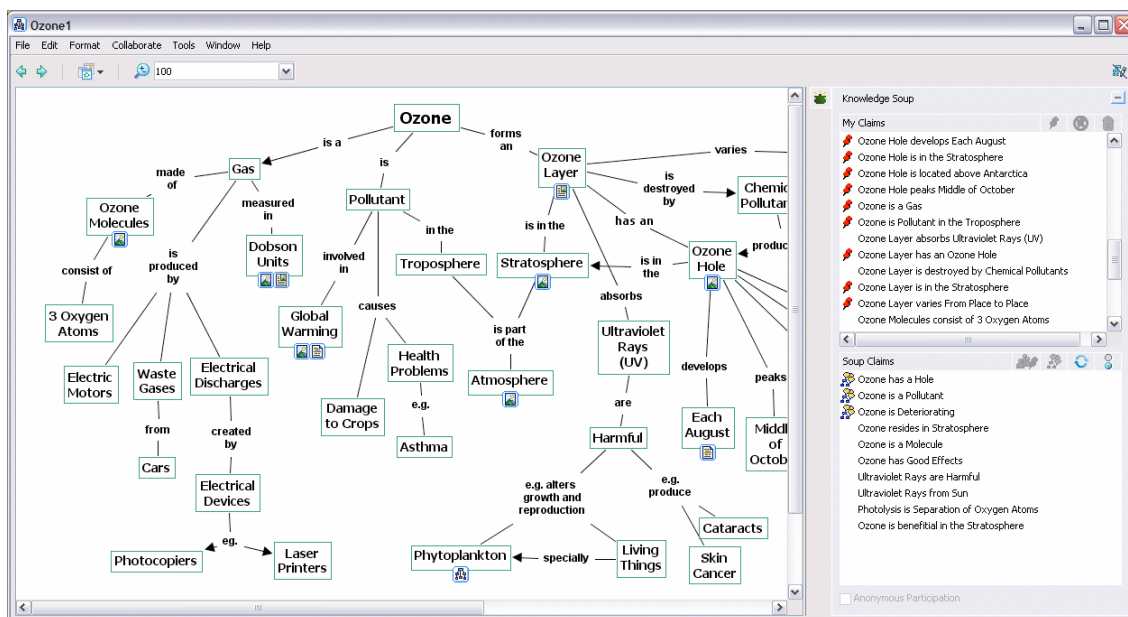 Ozone1
File Edit Format Collaborate Tools Window Help
100
Ozone
is a
is
forms
an
varies
Gas
made
of
Ozone
Molecules
consist of
3 Oxygen
Atoms
measured
in
Dobson
Units
is
produced
by
Electric
Motors
Waste
Gases
from
Cars
Electrical
Discharges
created
by
Electrical
Devices
eg.
Photocopiers
Laser
Printers
Pollutant
involved
in
Global
Warming
causes
Damage
to Crops
Health
Problems
e.g.
Asthma
in the
Troposphere
is part
of the
Atmosphere
Ozone
Layer
is in the
Stratosphere
is
destroyed
by
Chemic
Pollutan
produc
has an
Ozone
Hole
is in
the
absorbs
Ultraviolet
Rays
(UV)
are
Harmful
e.g. alters
growth and
reproduction
Phytoplankton
specially
Living
Things
e.g.
produce
Cataracts
Skin
Cancer
develops
Each
August
peaks
Middl
of
Octob
Knowledge Soup
My Claims
Ozone Hole develops Each August
Ozone Hole is in the Stratosphere
Ozone Hole is located above Antarctica
Ozone Hole peaks Middle of October
Ozone is a Gas
Ozone is Pollutant in the Troposphere
Ozone Layer absorbs Ultraviolet Rays (UV)
Ozone Layer has an Ozone Hole
Ozone Layer is destroyed by Chemical Pollutants
Ozone Layer is in the Stratosphere
Ozone Layer varies From Place to Place
Ozone Molecules consist of 3 Oxygen Atoms
Soup Claims
Ozone has a Hole
Ozone is a Pollutant
Ozone is Deteriorating
Ozone resides in Stratosphere
Ozone is a Molecule
Ozone has Good Effects
Ultraviolet Rays are Harmful
Ultraviolet Rays from Sun
Photolysis is Separation of Oxygen Atoms
Ozone is benefitial in the Stratosphere
Anonymous Participation